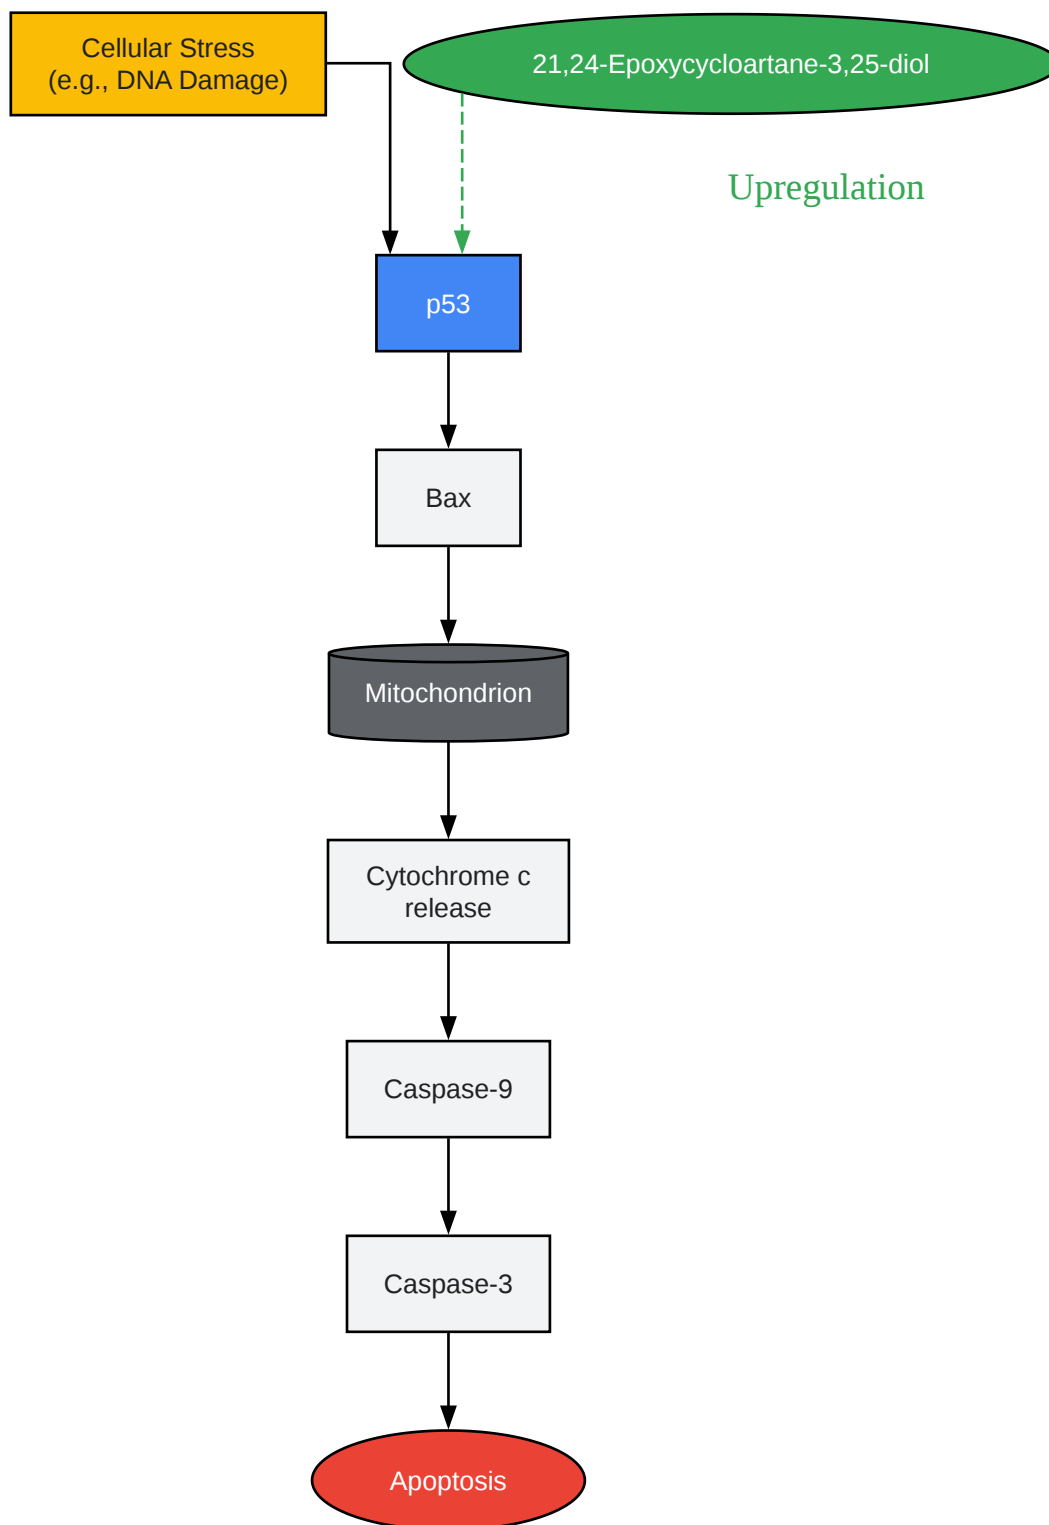 Cellular Stress
(e.g., DNA Damage)
21,24-Epoxycycloartane-3,25-diol
Upregulation
p53
Bax
Mitochondrion
Cytochrome c
release
Caspase-9
Caspase-3
Apoptosis